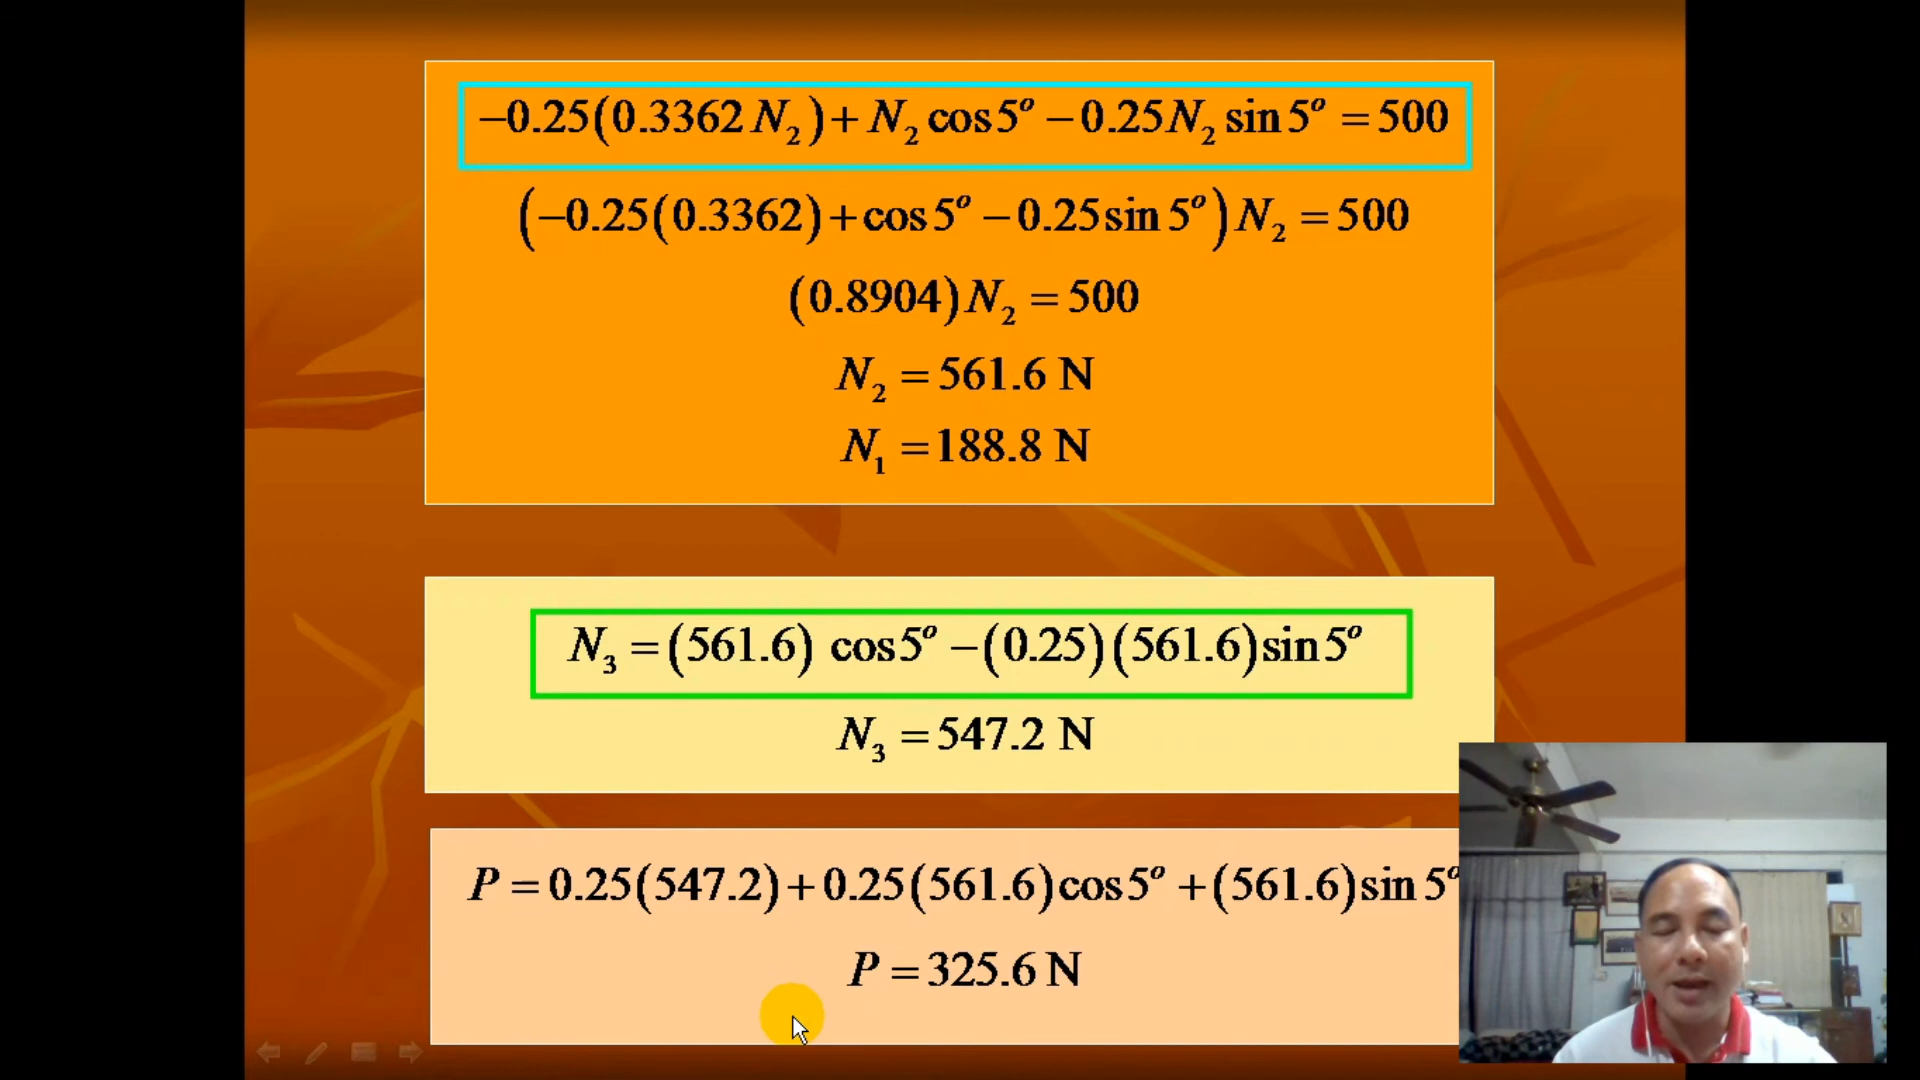 −0.25(0.3362 N₂) + N₂ cos 5° − 0.25N₂ sin 5° = 500
(−0.25(0.3362) + cos 5° − 0.25 sin 5°) N₂ = 500
(0.8904) N₂ = 500
N₂ = 561.6 N
N₁ = 188.8 N
N₃ = (561.6) cos 5° − (0.25)(561.6) sin 5°
N₃ = 547.2 N
P = 0.25(547.2) + 0.25(561.6) cos 5° + (561.6) sin 5°
P = 325.6 N